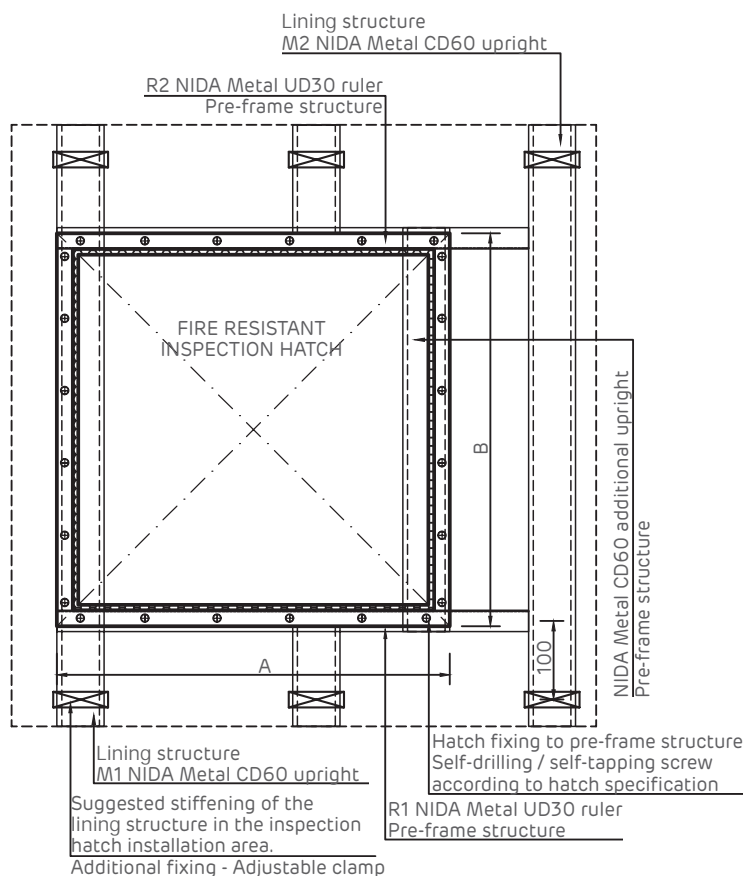 Lining structure
M2 NIDA Metal CD60 upright
R2 NIDA Metal UD30 ruler
Pre-frame structure
FIRE RESISTANT
INSPECTION HATCH
B
NIDA Metal CD60 additional upright
Pre-frame structure
100
A
Lining structure
M1 NIDA Metal CD60 upright
Hatch fixing to pre-frame structure
Self-drilling / self-tapping screw
according to hatch specification
Suggested stiffening of the
lining structure in the inspection
hatch installation area.
Additional fixing - Adjustable clamp
R1 NIDA Metal UD30 ruler
Pre-frame structure